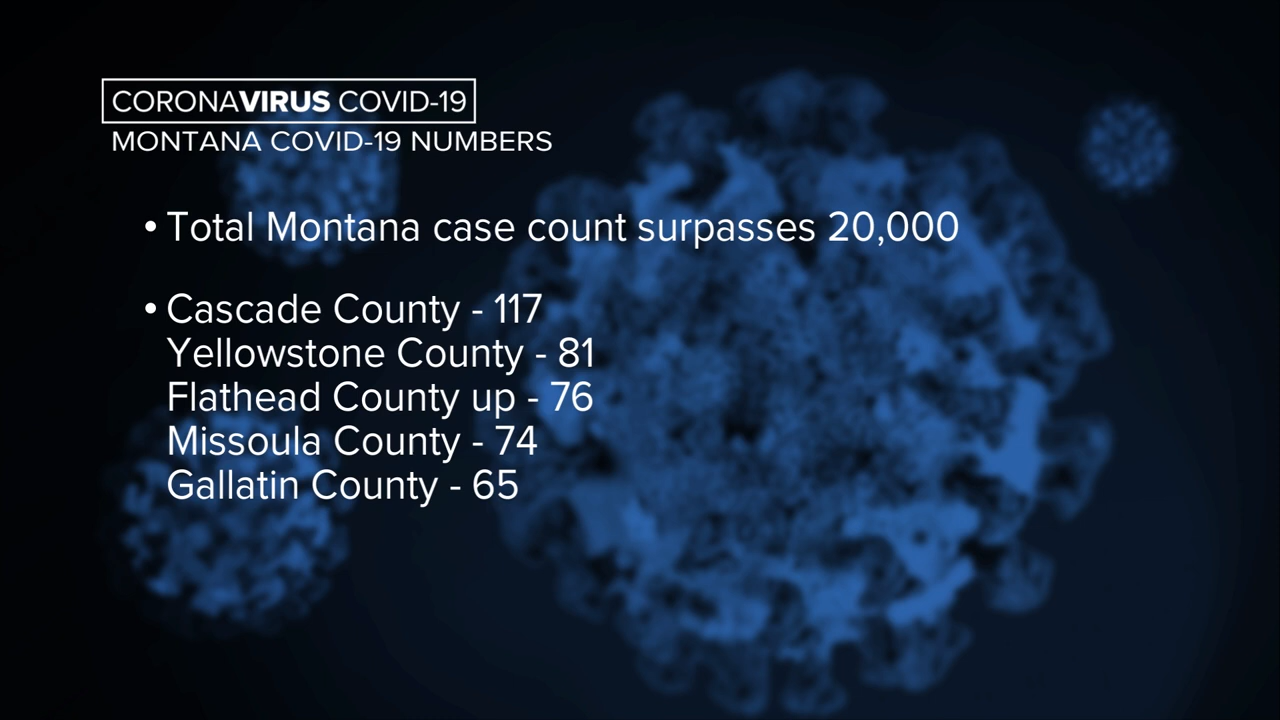 CORONAVIRUS COVID-19
MONTANA COVID-19 NUMBERS
• Total Montana case count surpasses 20,000
• Cascade County - 117
Yellowstone County - 81
Flathead County up - 76
Missoula County - 74
Gallatin County - 65